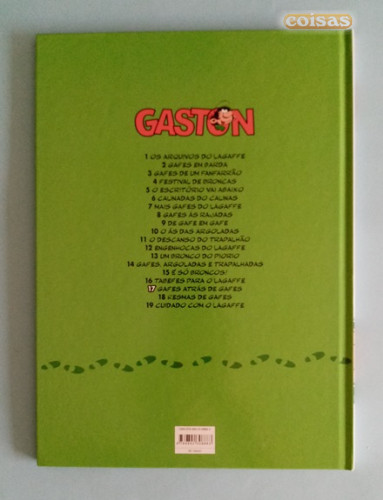 coisas
GASTON
1 OS ARQUIVOS DO LAGAFFE
2 GAFES EM BARDA
3 GAFES DE UM FANFARRÃO
4 FESTIVAL DE BRONCAS
5 O ESCRITÓRIO VAI ABAIXO
6 CALINADAS DO CALINAS
7 MAIS GAFES DO LAGAFFE
8 GAFES ÀS RAJADAS
9 DE GAFE EM GAFE
10 O ÁS DAS ARGOLADAS
11 O DESCANSO DO TRAPALHÃO
12 ENGENHOCAS DO LAGAFFE
13 UM BRONCO DO PIORIO
14 GAFES, ARGOLADAS E TRAPALHADAS
15 É SÓ BRONCOS!
16 TABEFES PARA O LAGAFFE
17 GAFES ATRÁS DE GAFES
18 RESMAS DE GAFES
19 CUIDADO COM O LAGAFFE